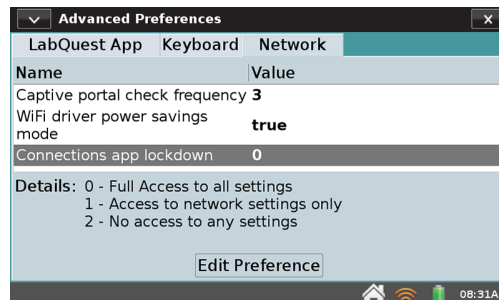 Advanced Preferences x
LabQuest App Keyboard Network
Name Value
Captive portal check frequency 3
WiFi driver power savings
mode true
Connections app lockdown 0
Details: 0 - Full Access to all settings
1 - Access to network settings only
2 - No access to any settings
Edit Preference
08:31A